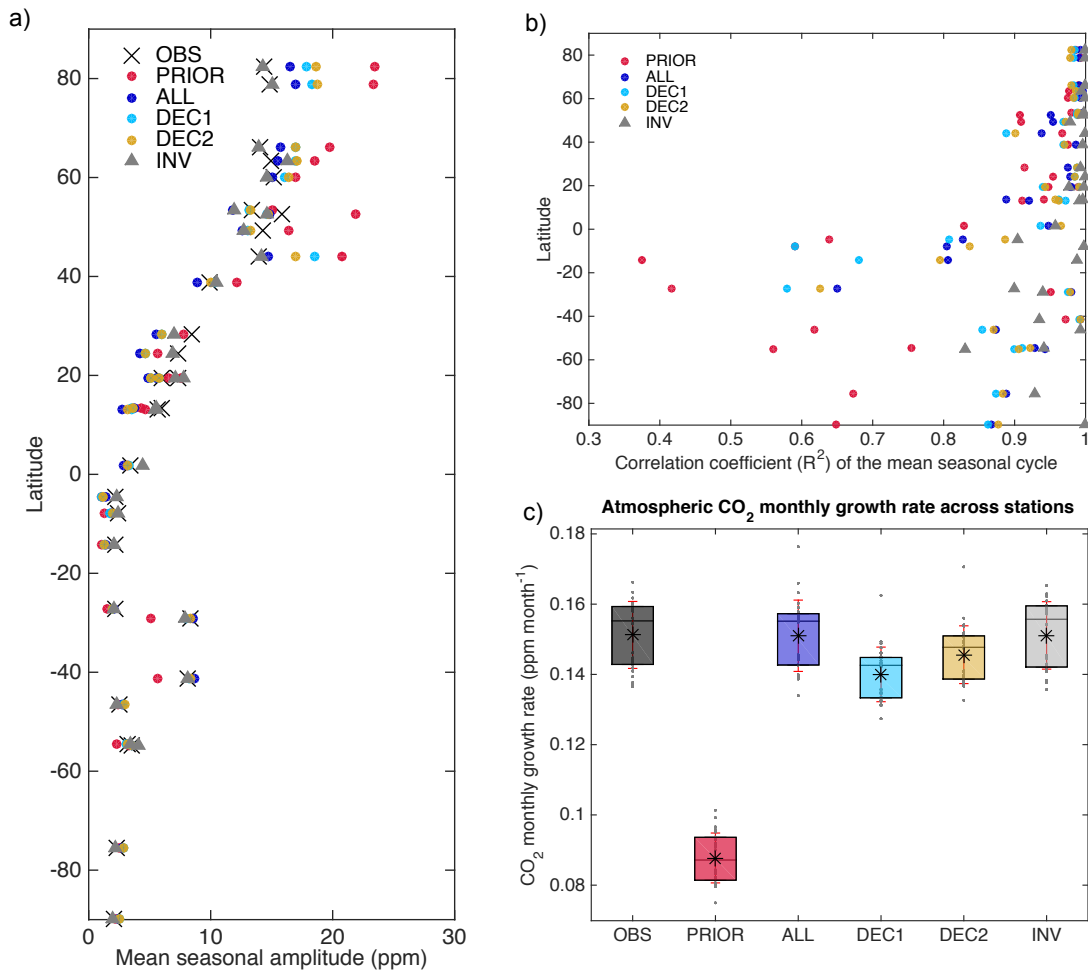 a)
OBS
PRIOR
ALL
DEC1
DEC2
INV
80
60
40
20
0
-20
-40
-60
-80
Latitude
0 10 20 30
Mean seasonal amplitude (ppm)
b)
PRIOR
ALL
DEC1
DEC2
INV
80
60
40
20
0
-20
-40
-60
-80
Latitude
0.3 0.4 0.5 0.6 0.7 0.8 0.9 1
Correlation coefficient (R²) of the mean seasonal cycle
c)
Atmospheric CO₂ monthly growth rate across stations
0.18
0.16
0.14
0.12
0.1
0.08
CO₂ monthly growth rate (ppm month⁻¹)
OBS PRIOR ALL DEC1 DEC2 INV